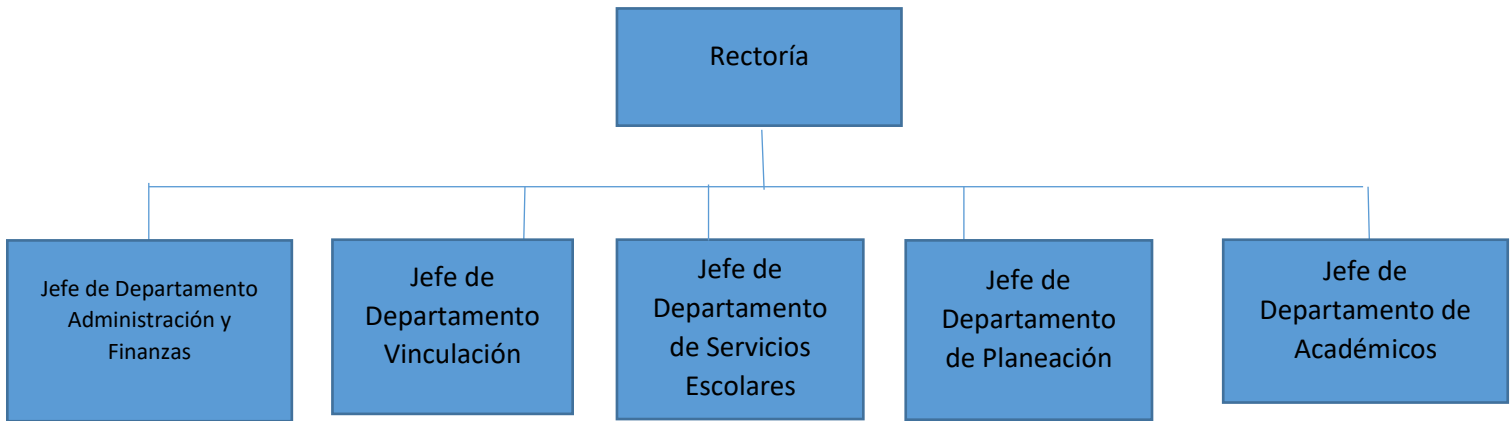 Rectoría
Jefe de Departamento
Administración y
Finanzas
Jefe de
Departamento
Vinculación
Jefe de
Departamento
de Servicios
Escolares
Jefe de
Departamento
de Planeación
Jefe de
Departamento de
Académicos